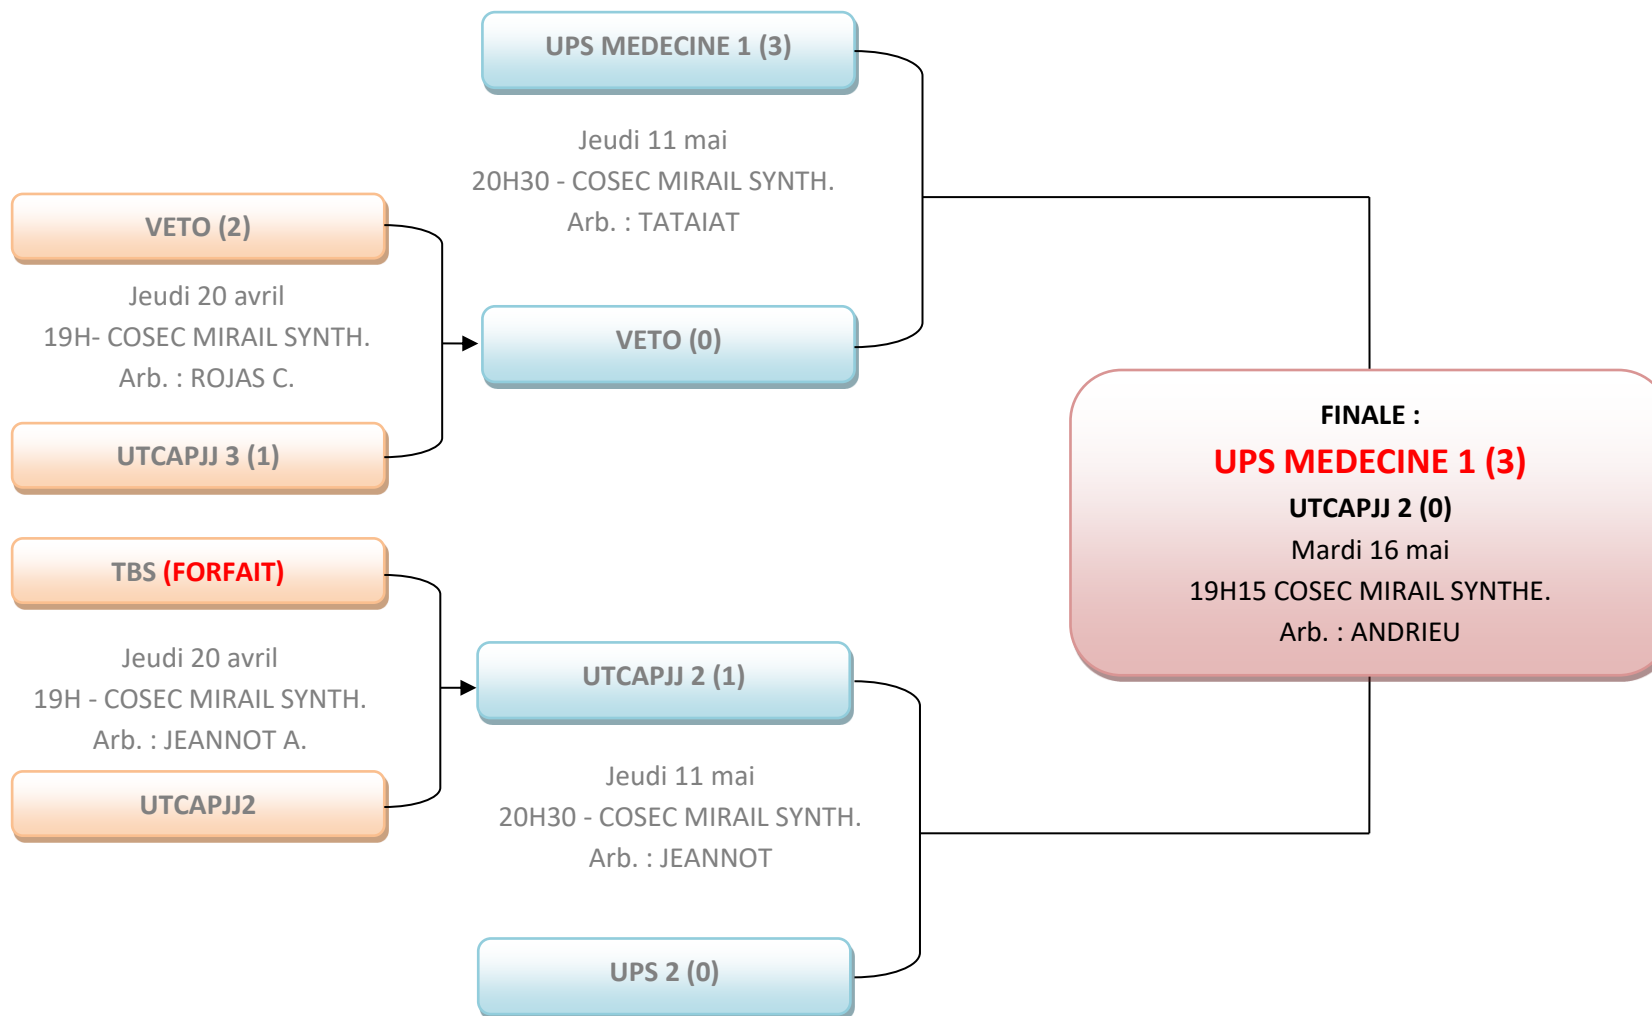 UPS MEDECINE 1 (3)
Jeudi 11 mai
20H30 - COSEC MIRAIL SYNTH.
Arb. : TATAIAT
VETO (2)
Jeudi 20 avril
19H- COSEC MIRAIL SYNTH.
Arb. : ROJAS C.
UTCAPJJ 3 (1)
VETO (0)
FINALE :
UPS MEDECINE 1 (3)
UTCAPJJ 2 (0)
Mardi 16 mai
19H15 COSEC MIRAIL SYNTHE.
Arb. : ANDRIEU
TBS (FORFAIT)
Jeudi 20 avril
19H - COSEC MIRAIL SYNTH.
Arb. : JEANNOT A.
UTCAPJJ2
UTCAPJJ 2 (1)
Jeudi 11 mai
20H30 - COSEC MIRAIL SYNTH.
Arb. : JEANNOT
UPS 2 (0)